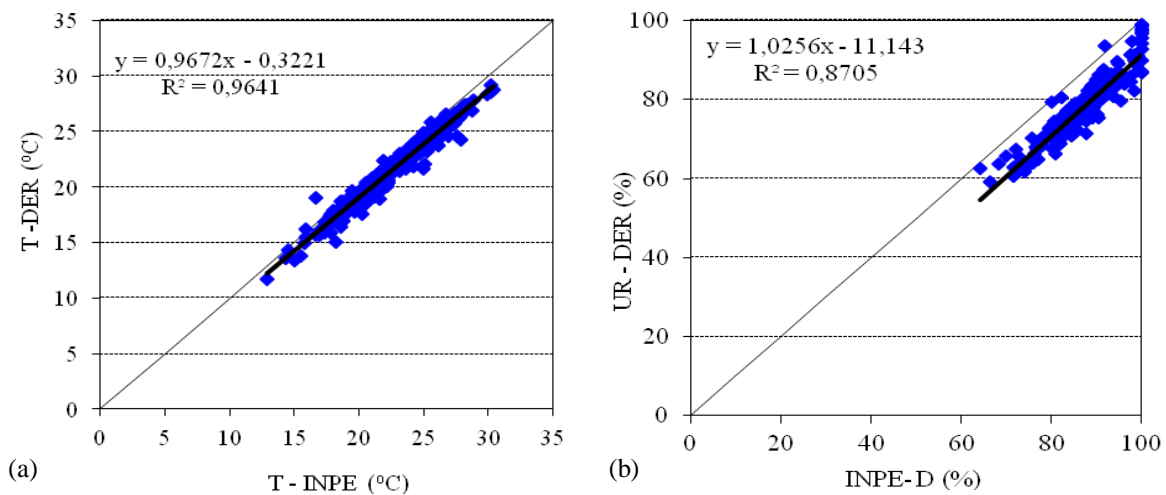 35
30
25
20
15
10
5
0
T -DER (ºC)
y = 0,9672x - 0,3221
R² = 0,9641
0 5 10 15 20 25 30 35
T - INPE (ºC)
(a)
100
80
60
40
20
0
UR - DER (%)
y = 1,0256x - 11,143
R² = 0,8705
0 20 40 60 80 100
INPE- D (%)
(b)